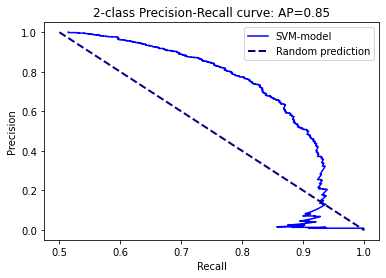 2-class Precision-Recall curve: AP=0.85
SVM-model
Random prediction
Precision
1.0
0.8
0.6
0.4
0.2
0.0
0.5 0.6 0.7 0.8 0.9 1.0
Recall